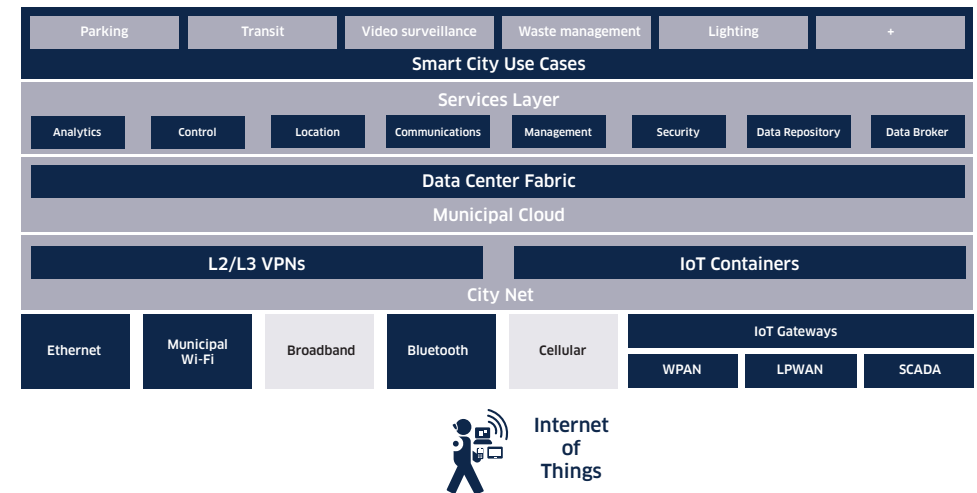 Parking
Transit
Video surveillance
Waste management
Lighting
+
Smart City Use Cases
Services Layer
Analytics
Control
Location
Communications
Management
Security
Data Repository
Data Broker
Data Center Fabric
Municipal Cloud
L2/L3 VPNs
IoT Containers
City Net
Ethernet
Municipal
Wi-Fi
Broadband
Bluetooth
Cellular
IoT Gateways
WPAN
LPWAN
SCADA
Internet
of
Things